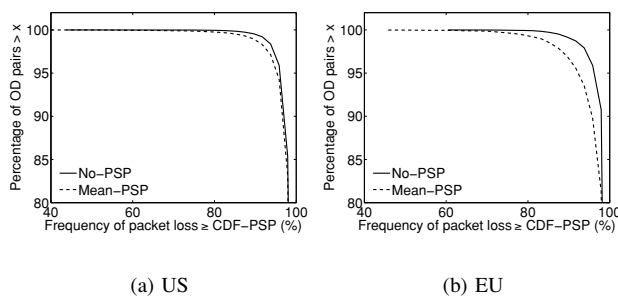 Percentage of OD pairs > x
100
95
90
85
80
No−PSP
Mean−PSP
40 60 80 100
Frequency of packet loss ≥ CDF−PSP (%)
(a) US
Percentage of OD pairs > x
100
95
90
85
80
No−PSP
Mean−PSP
40 60 80 100
Frequency of packet loss ≥ CDF−PSP (%)
(b) EU